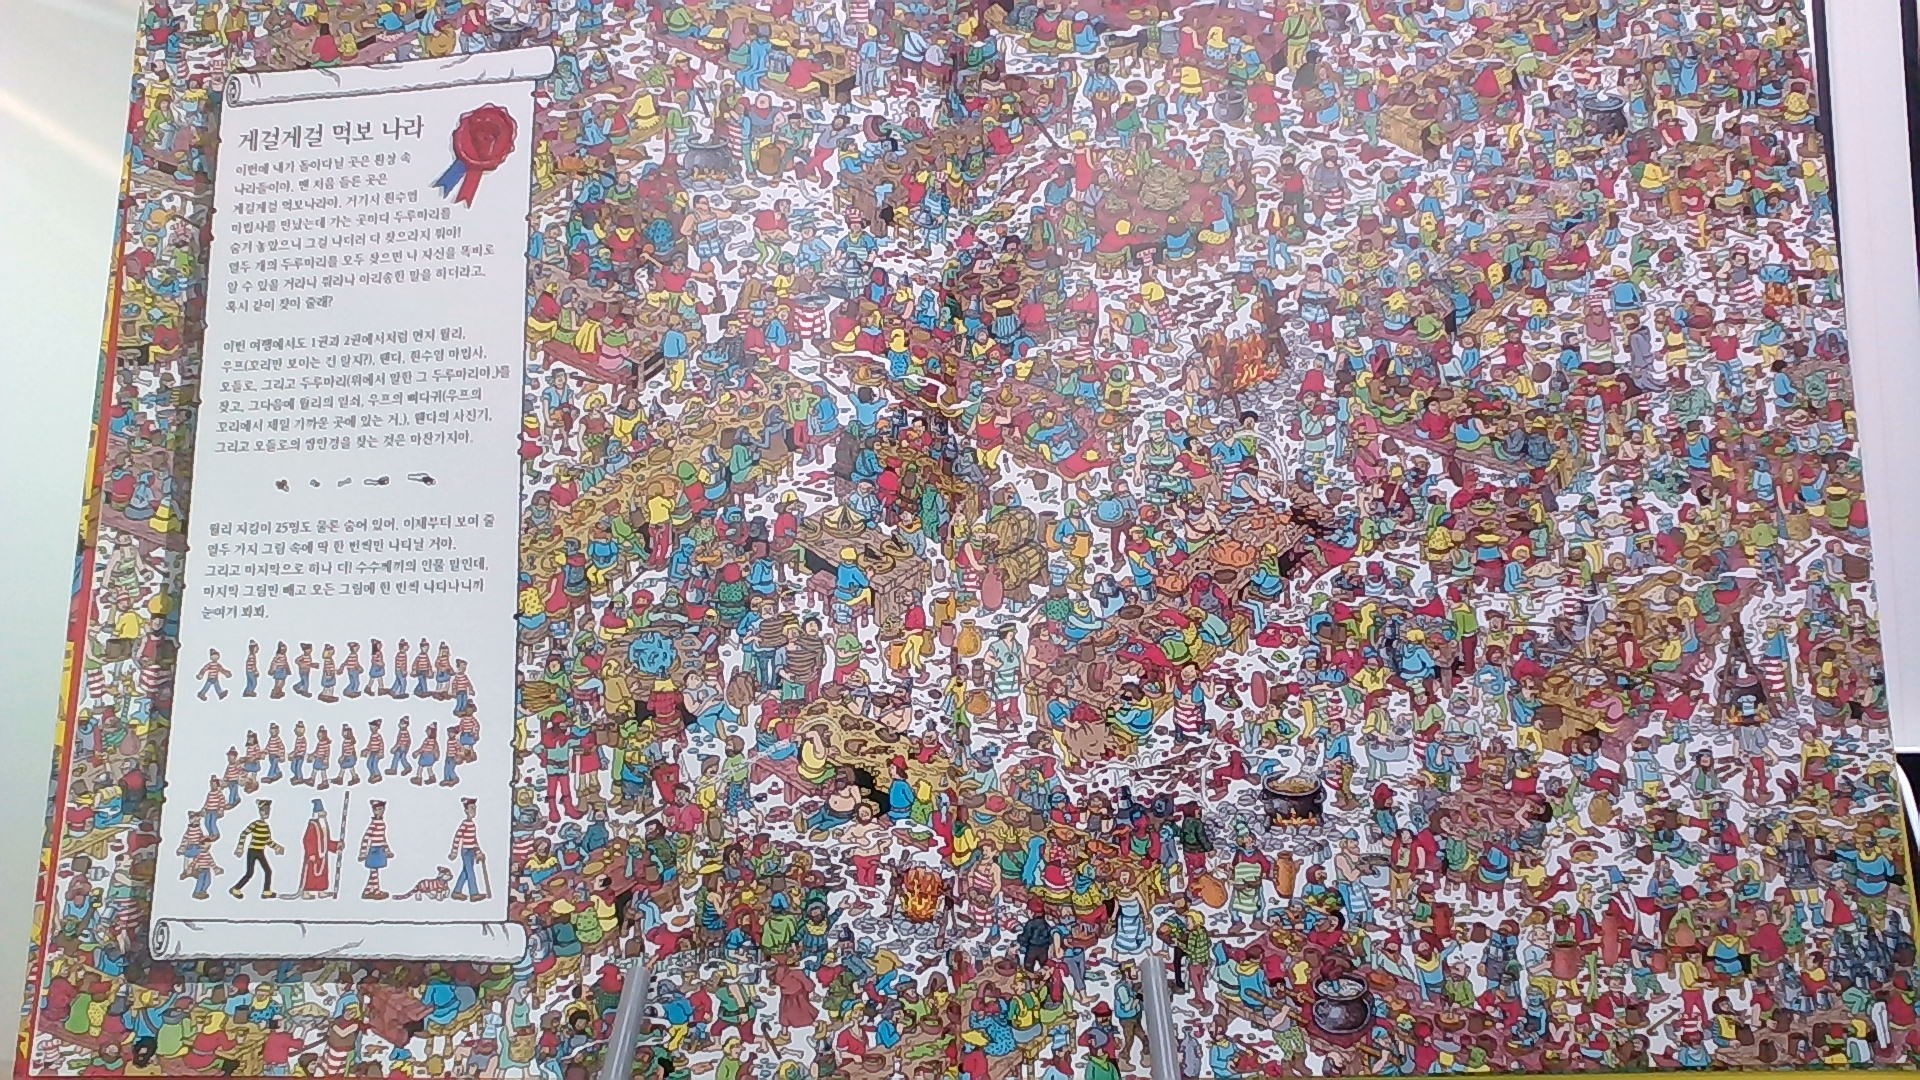 게걸게걸 먹보 나라
이번에 내가 돌아다닐 곳은 환상 속
나라들이야. 맨 처음 들른 곳은
게걸게걸 먹보나라야. 거기서 흰수염
마법사를 만났는데 가는 곳마다 두루마리를
숨겨 놓았으니 그걸 나더러 다 찾으라지 뭐야!
열두 개의 두루마리를 모두 찾으면 나 자신을 똑바로
알 수 있을 거라나 뭐라나 아리송한 말을 하더라고.
혹시 같이 찾아 줄래?
이번 여행에서도 1권과 2권에서처럼 먼저 월리,
우프(꼬리만 보이는 건 알지?), 웬다, 흰수염 마법사,
오들로, 그리고 두루마리(위에서 말한 그 두루마리야.)를
찾고, 그다음에 월리의 열쇠, 우프의 뼈다귀(우프의
꼬리에서 제일 가까운 곳에 있는 거.), 웬다의 사진기,
그리고 오들로의 쌍안경을 찾는 것은 마찬가지야.
월리 지킴이 25명도 물론 숨어 있어. 이제부터 보여 줄
열두 가지 그림 속에 딱 한 번씩만 나타날 거야.
그리고 마지막으로 하나 더! 수수께끼의 인물 말인데,
마지막 그림만 빼고 모든 그림에 한 번씩 나타나니까
눈여겨 봐봐.